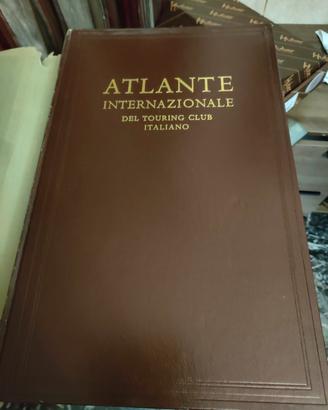 ATLANTE
INTERNAZIONALE
DEL TOURING CLUB
ITALIANO